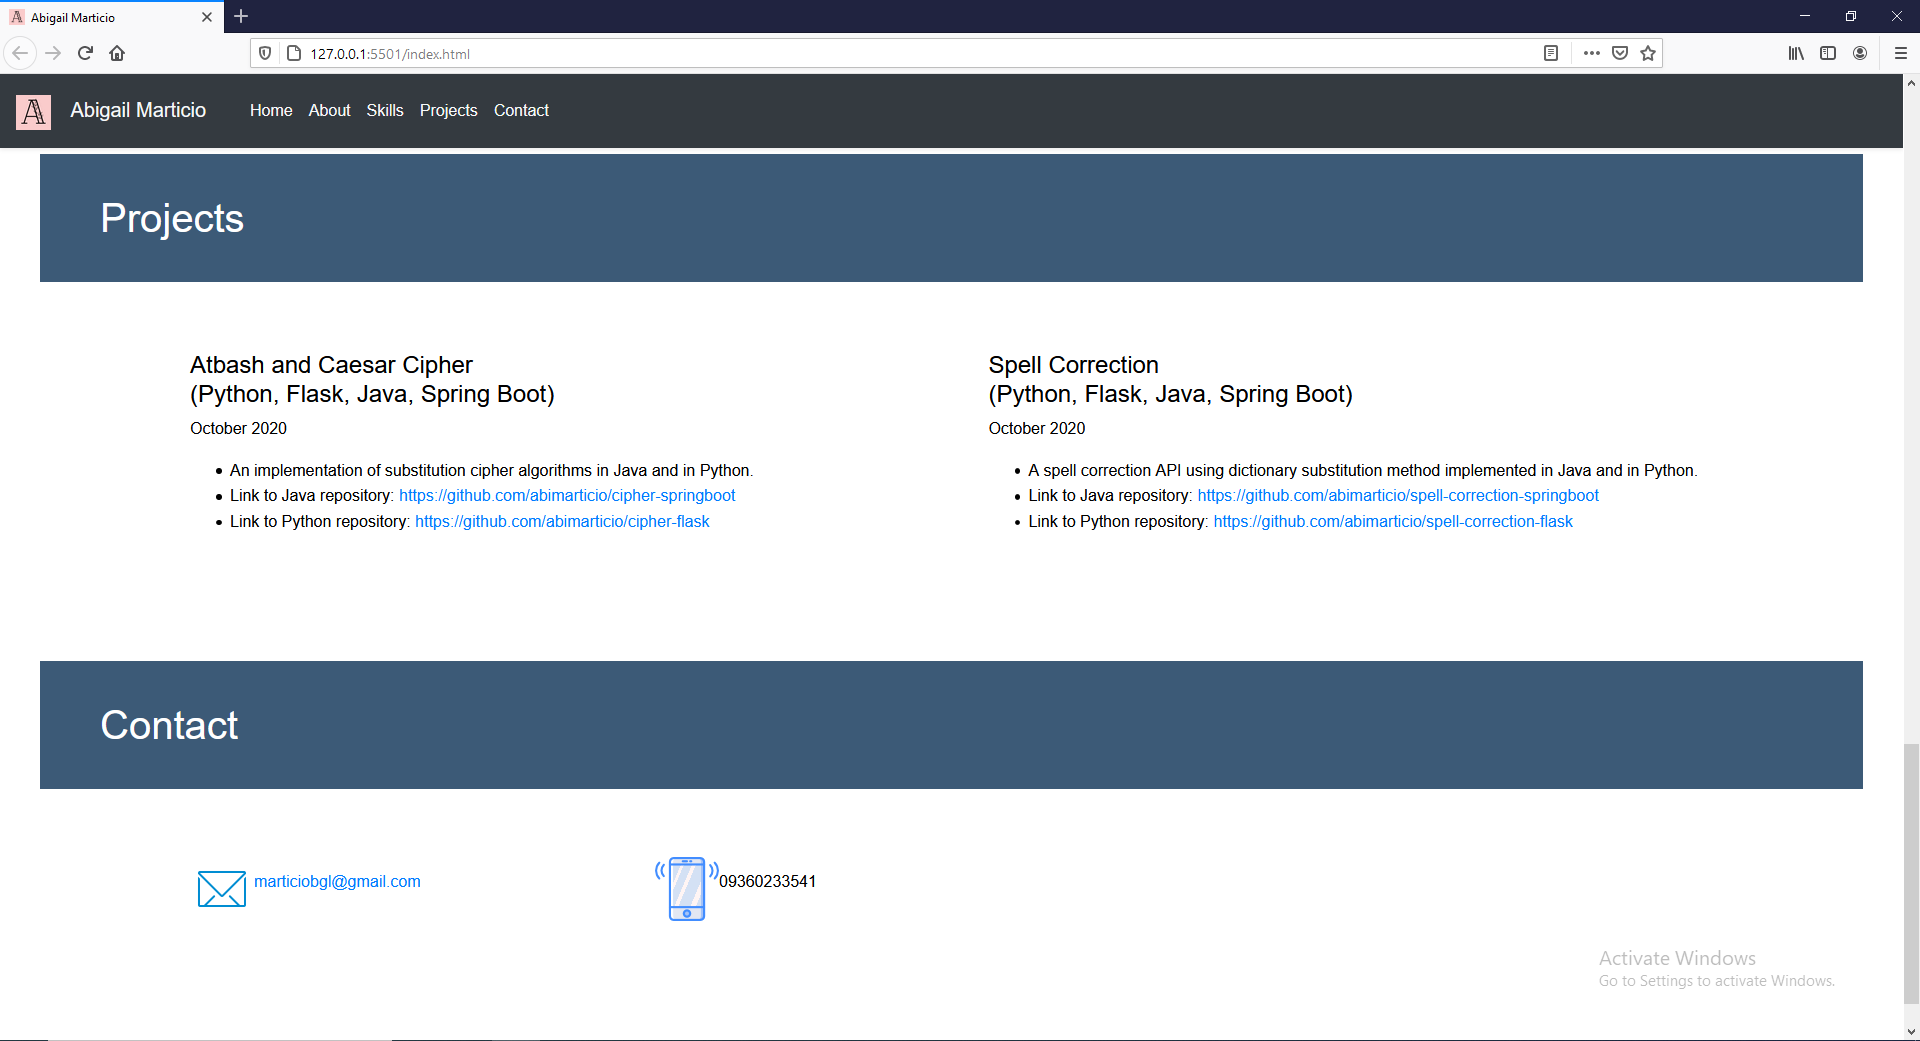 Abigail Marticio
127.0.0.1:5501/index.html
A Abigail Marticio Home About Skills Projects Contact
Projects
Atbash and Caesar Cipher
(Python, Flask, Java, Spring Boot)
October 2020
An implementation of substitution cipher algorithms in Java and in Python.
Link to Java repository: https://github.com/abimarticio/cipher-springboot
Link to Python repository: https://github.com/abimarticio/cipher-flask
Spell Correction
(Python, Flask, Java, Spring Boot)
October 2020
A spell correction API using dictionary substitution method implemented in Java and in Python.
Link to Java repository: https://github.com/abimarticio/spell-correction-springboot
Link to Python repository: https://github.com/abimarticio/spell-correction-flask
Contact
marticiobgl@gmail.com
09360233541
Activate Windows
Go to Settings to activate Windows.